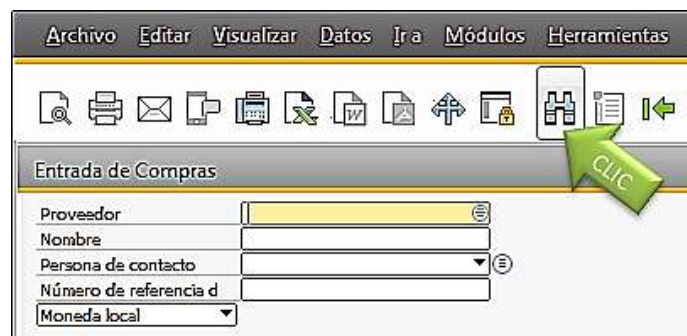 Archivo Editar Visualizar Datos Ir a Módulos Herramientas
W
CLIC
Entrada de Compras
Proveedor
Nombre
Persona de contacto
Número de referencia d
Moneda local